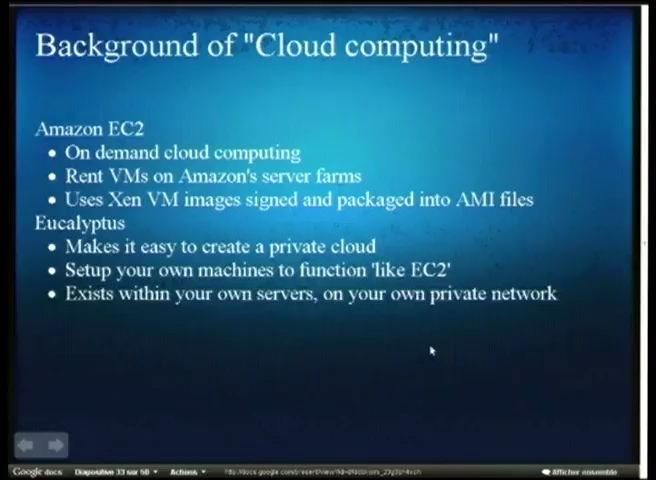 Background of "Cloud computing"
Amazon EC2
• On demand cloud computing
• Rent VMs on Amazon's server farms
• Uses Xen VM images signed and packaged into AMI files
Eucalyptus
• Makes it easy to create a private cloud
• Setup your own machines to function 'like EC2'
• Exists within your own servers, on your own private network
Google docs Diapositive 33 sur 50 Actions Afficher ensemble